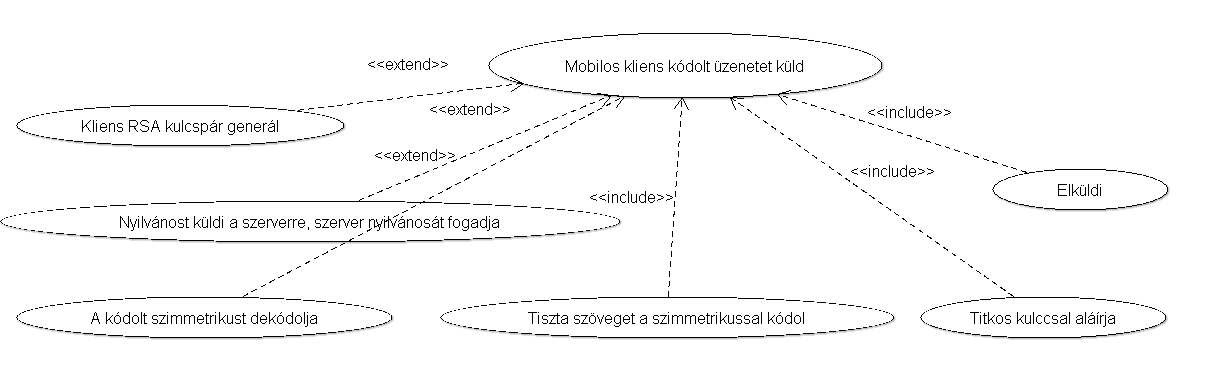 Mobilos kliens kódolt üzenetet küld
<<extend>>
<<extend>>
<<include>>
Kliens RSA kulcspár generál
<<extend>>
<<include>>
Elküldi
<<include>>
Nyilvánost küldi a szerverre, szerver nyilvánosát fogadja
A kódolt szimmetrikust dekódolja
Tiszta szöveget a szimmetrikussal kódol
Titkos kulccsal aláírja